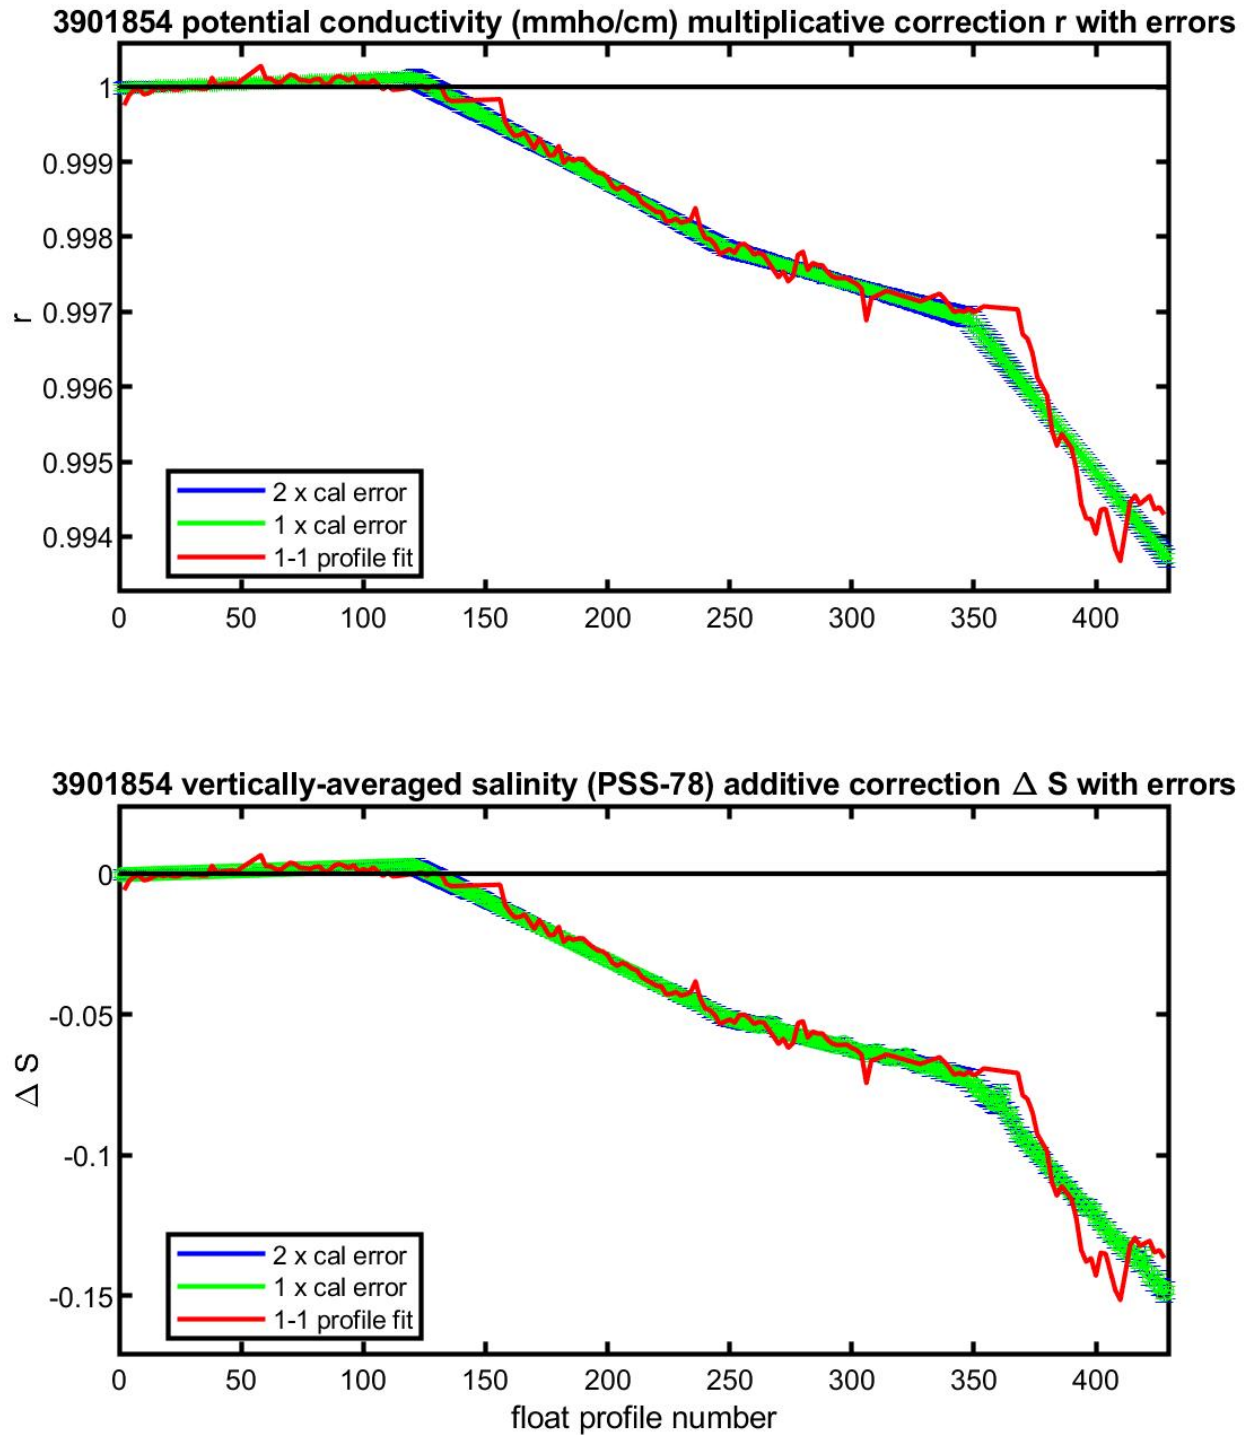 3901854 potential conductivity (mmho/cm) multiplicative correction r with errors
1
0.999
0.998
0.997
0.996
0.995
0.994
r
2 x cal error
1 x cal error
1-1 profile fit
0 50 100 150 200 250 300 350 400
3901854 vertically-averaged salinity (PSS-78) additive correction Δ S with errors
0
-0.05
-0.1
-0.15
Δ S
2 x cal error
1 x cal error
1-1 profile fit
0 50 100 150 200 250 300 350 400
float profile number